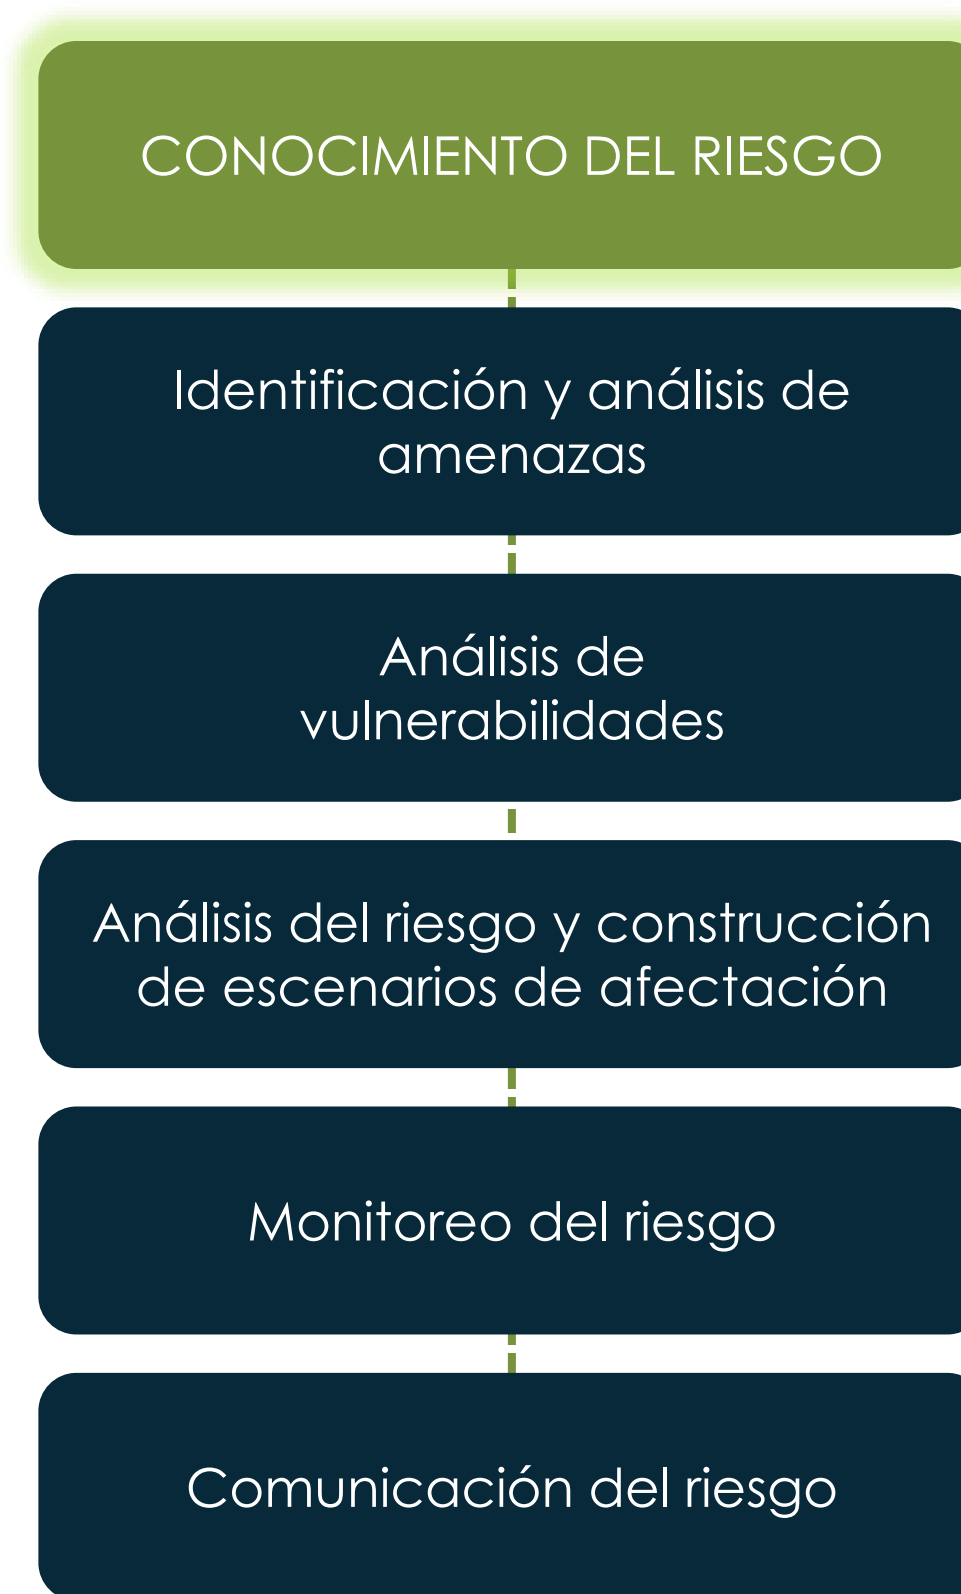 CONOCIMIENTO DEL RIESGO
Identificación y análisis de
amenazas
Análisis de
vulnerabilidades
Análisis del riesgo y construcción
de escenarios de afectación
Monitoreo del riesgo
Comunicación del riesgo